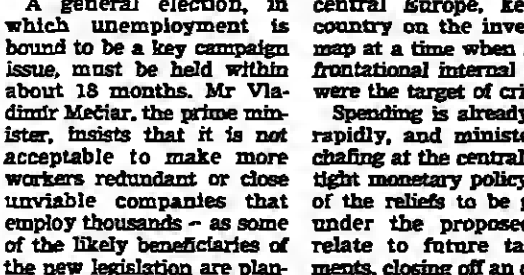 A general election, in
which unemployment is
bound to be a key campaign
issue, must be held within
about 18 months. Mr Vla-
dimir Mečiar, the prime min-
ister, insists that it is not
acceptable to make more
workers redundant or close
unviable companies that
employ thousands – as some
of the likely beneficiaries of
the new legislation are plan-
central Europe,
country on the
map at a time when
frontational internal
were the target of
Spending is already
rapidly, and
chafing at the central
tight monetary policy
of the reliefs to be
under the proposed
relate to future
ments, closing off an